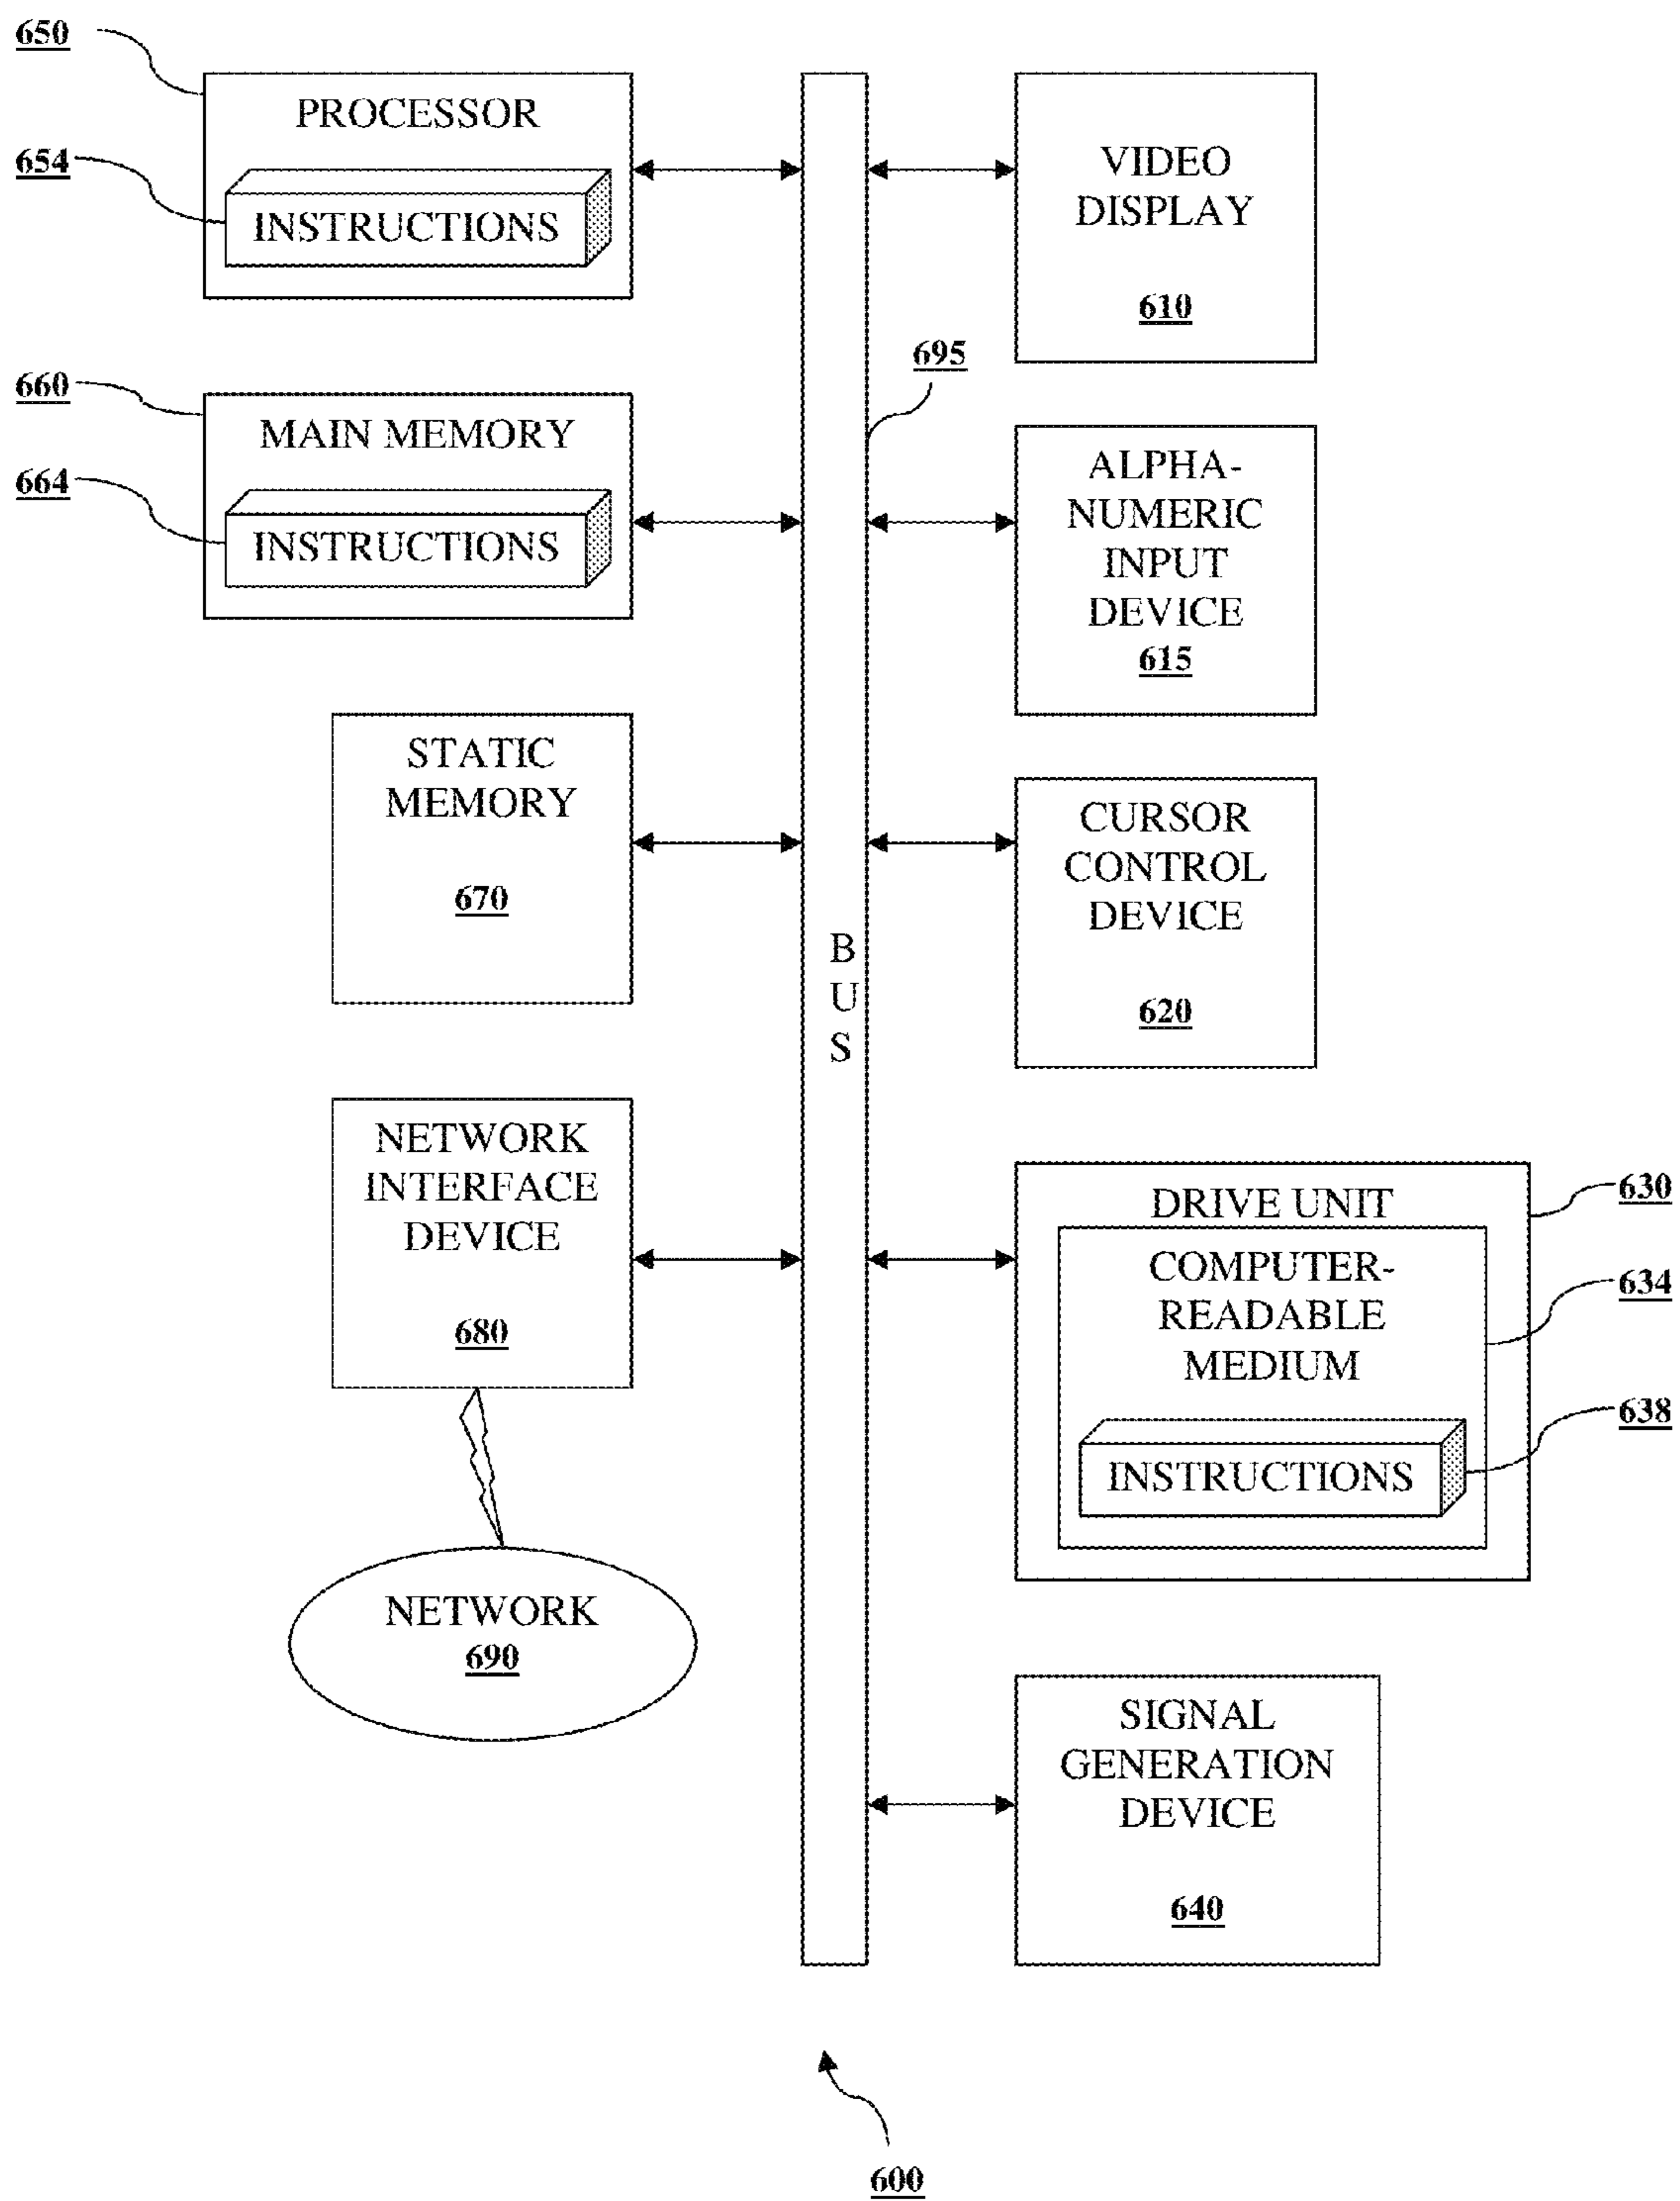 650
PROCESSOR
654
INSTRUCTIONS
660
MAIN MEMORY
664
INSTRUCTIONS
STATIC
MEMORY
670
NETWORK
INTERFACE
DEVICE
680
NETWORK
690
695
B
U
S
VIDEO
DISPLAY
610
ALPHA-
NUMERIC
INPUT
DEVICE
615
CURSOR
CONTROL
DEVICE
620
DRIVE UNIT
630
COMPUTER-
READABLE
MEDIUM
634
INSTRUCTIONS
638
SIGNAL
GENERATION
DEVICE
640
600